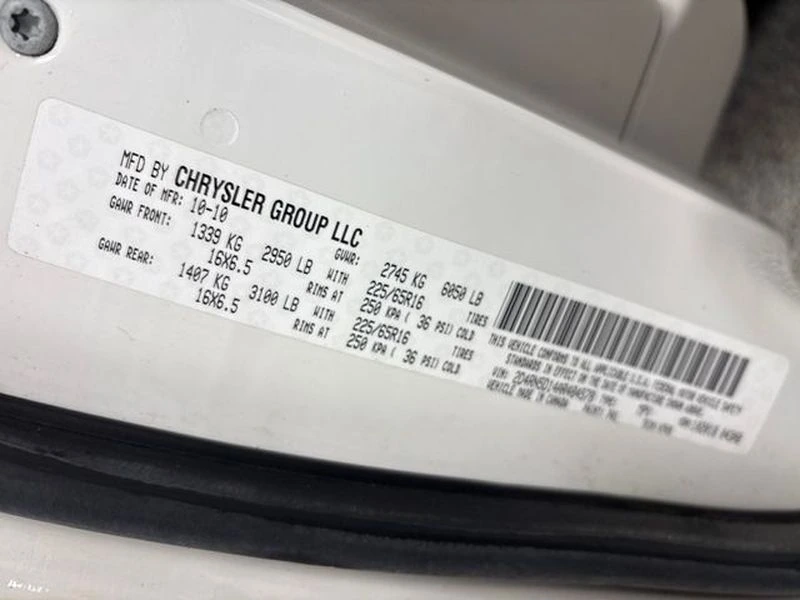 MFD BY CHRYSLER GROUP LLC
DATE OF MFR: 10-10 GVWR: 2745 KG 6050 LB
GAWR FRONT: 1339 KG 2950 LB WITH 225/65R16 TIRES
16X6.5 RIMS AT 250 KPA ( 36 PSI) COLD
GAWR REAR: 1407 KG 3100 LB WITH 225/65R16 TIRES
16X6.5 RIMS AT 250 KPA ( 36 PSI) COLD
THIS VEHICLE CONFORMS TO ALL APPLICABLE U.S.A. FEDERAL MOTOR VEHICLE SAFETY
STANDARDS IN EFFECT ON THE DATE OF MANUFACTURE SHOWN ABOVE.
VIN:
MADE IN CANADA